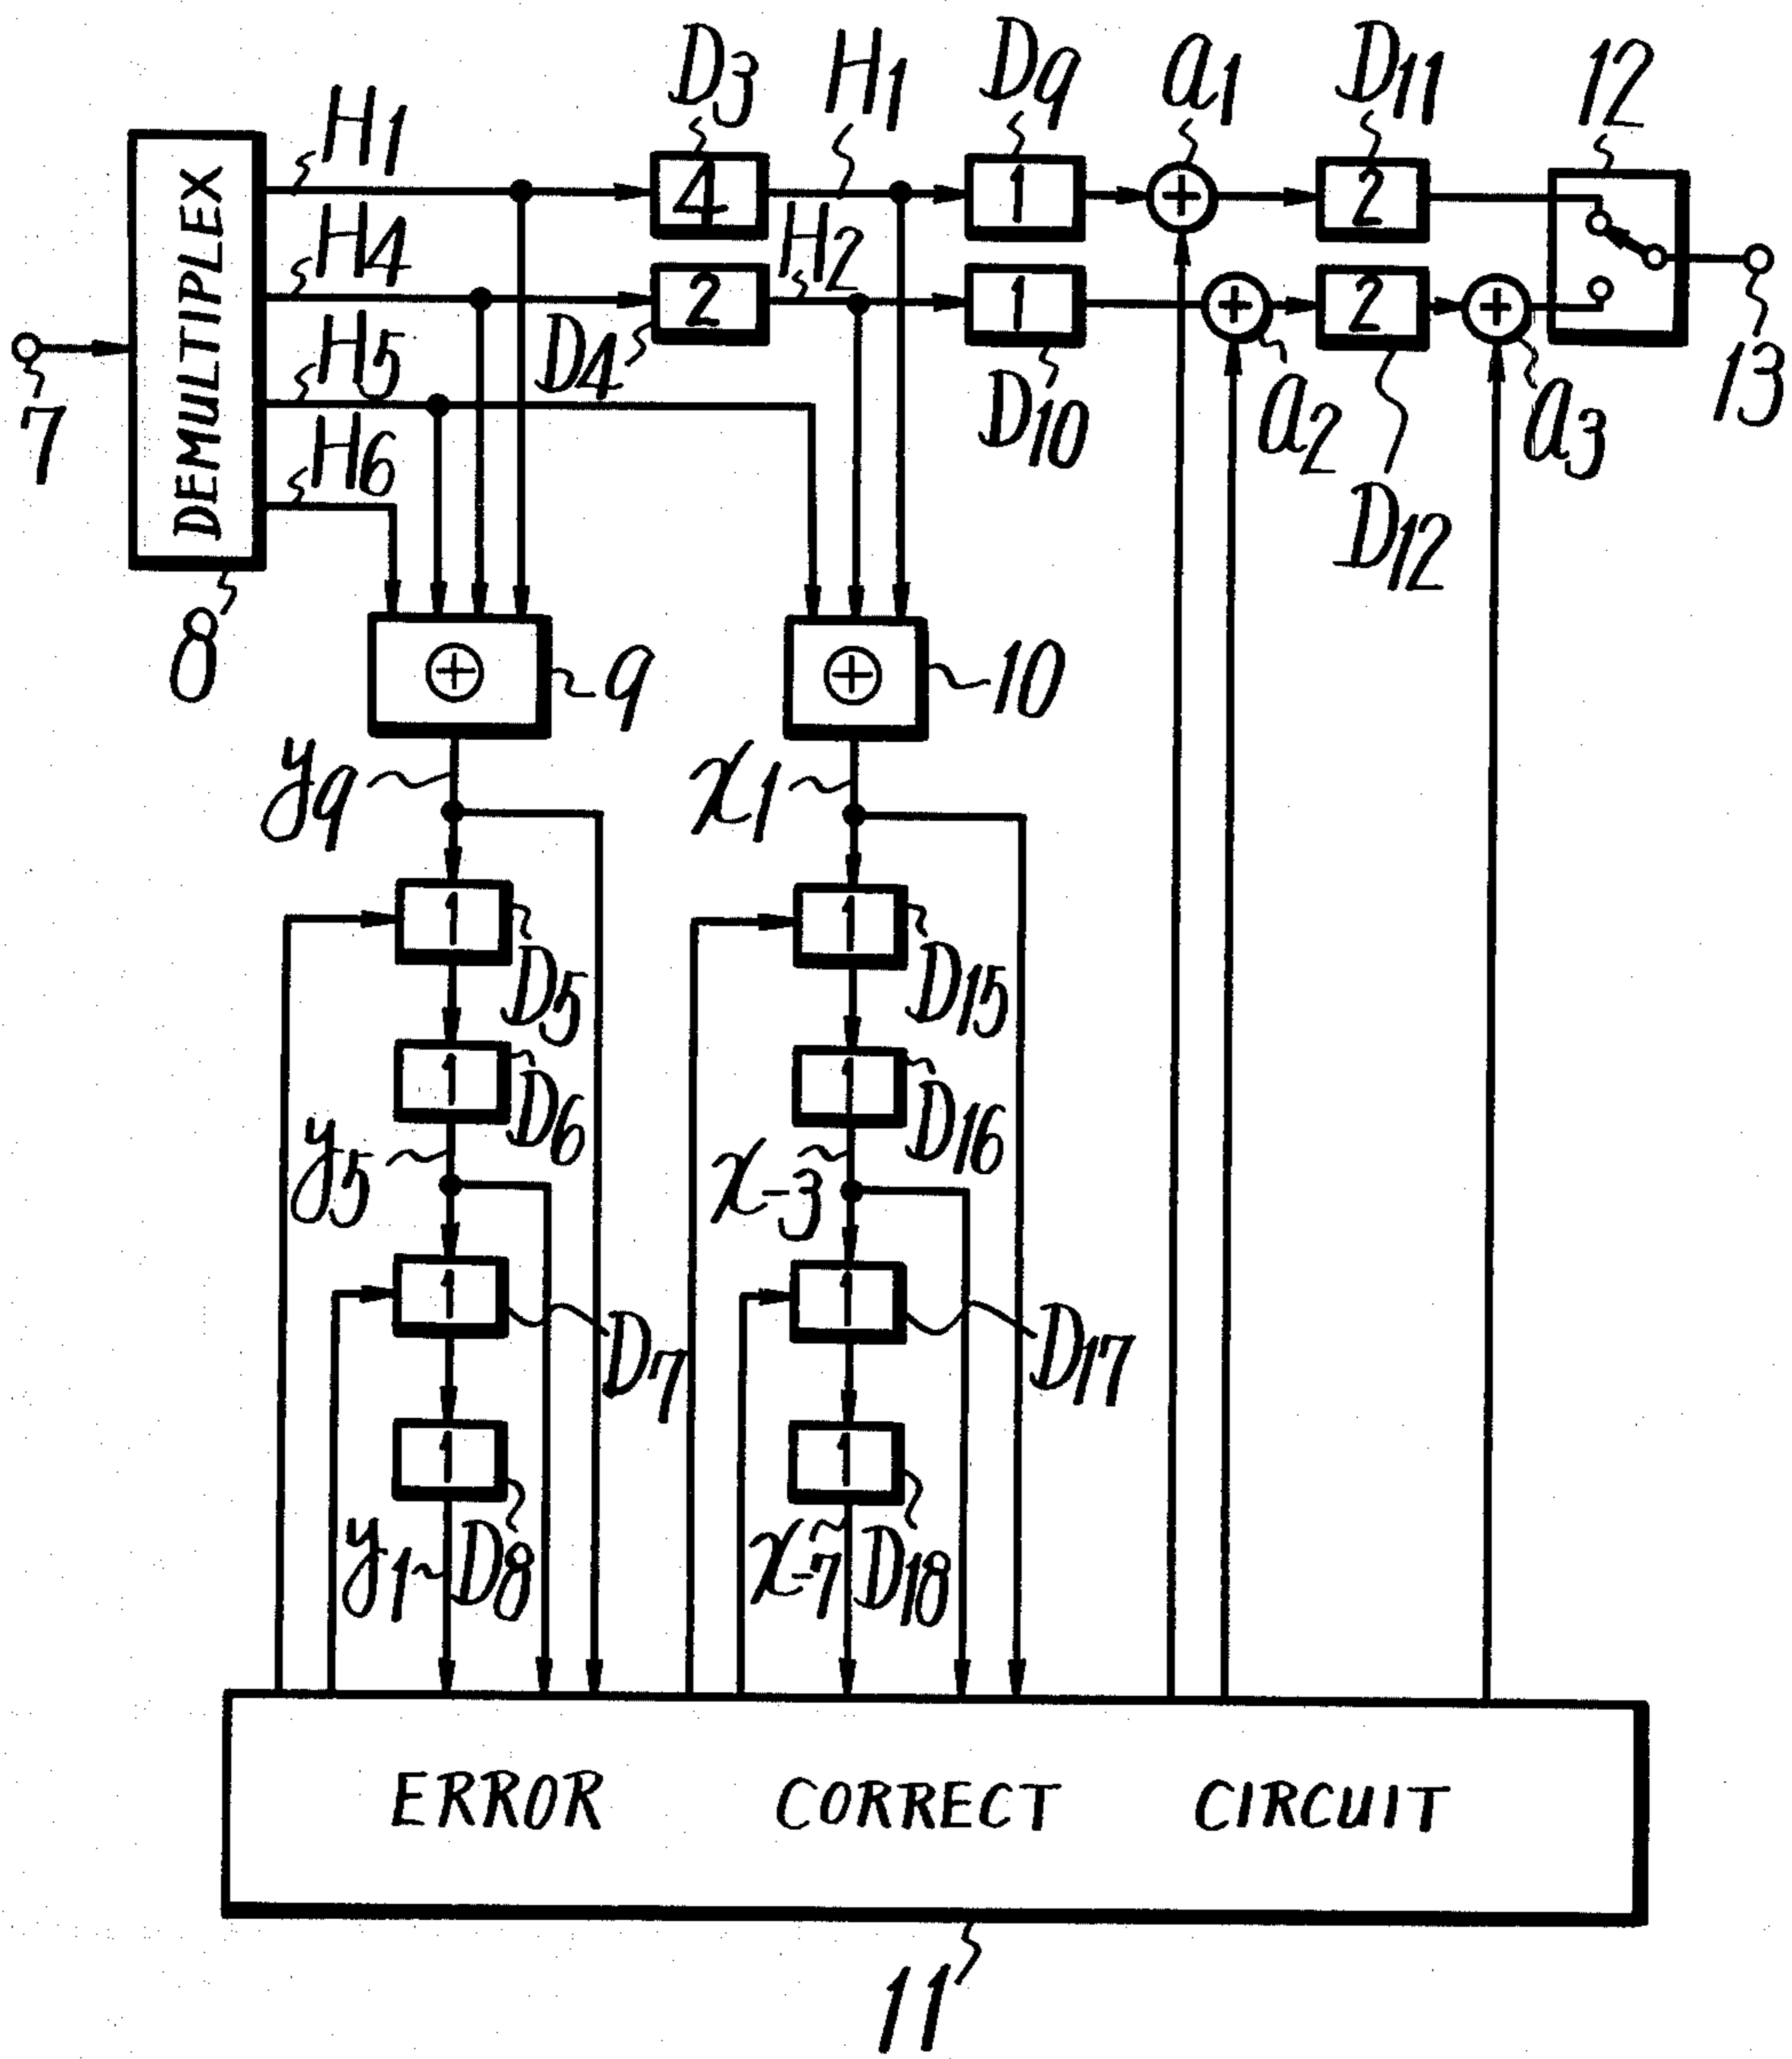 D3
H1
D9
a1
D11
12
H1
4
1
+
2
H4
H2
2
1
+
2
+
DEMULTIPLEX
7
H5
D4
D10
a2
a3
13
H6
D12
8
+
9
+
10
y9
x1
1
D5
1
D15
1
D6
1
D16
y5
x-3
1
D7
1
D17
1
D8
1
D18
y1
x-7
ERROR CORRECT CIRCUIT
11